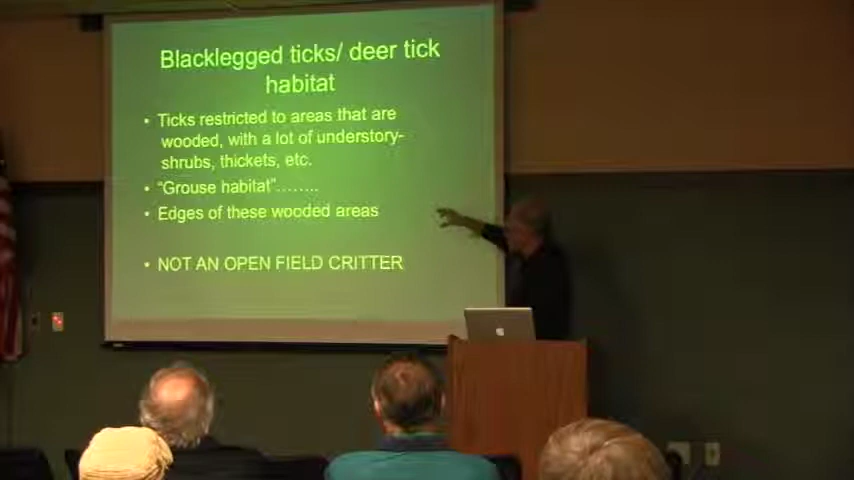 Blacklegged ticks/ deer tick
habitat
• Ticks restricted to areas that are
wooded, with a lot of understory-
shrubs, thickets, etc.
• “Grouse habitat”........
• Edges of these wooded areas
• NOT AN OPEN FIELD CRITTER